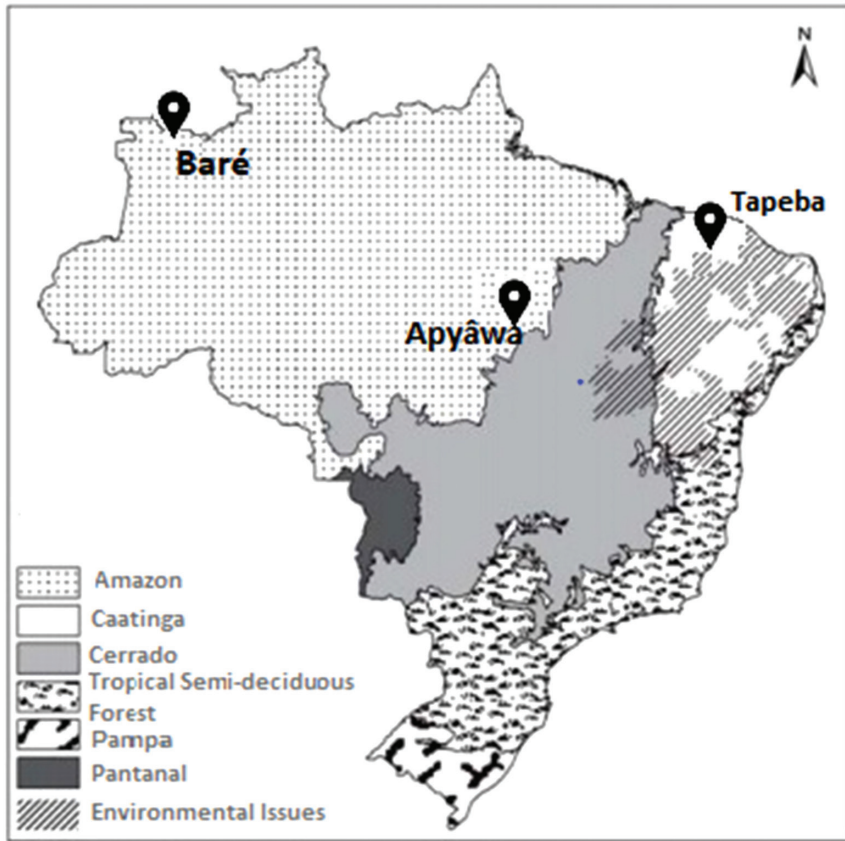 N
Baré
Tapeba
Apyâwa
Amazon
Caatinga
Cerrado
Tropical Semi-deciduous
Forest
Pampa
Pantanal
Environmental Issues